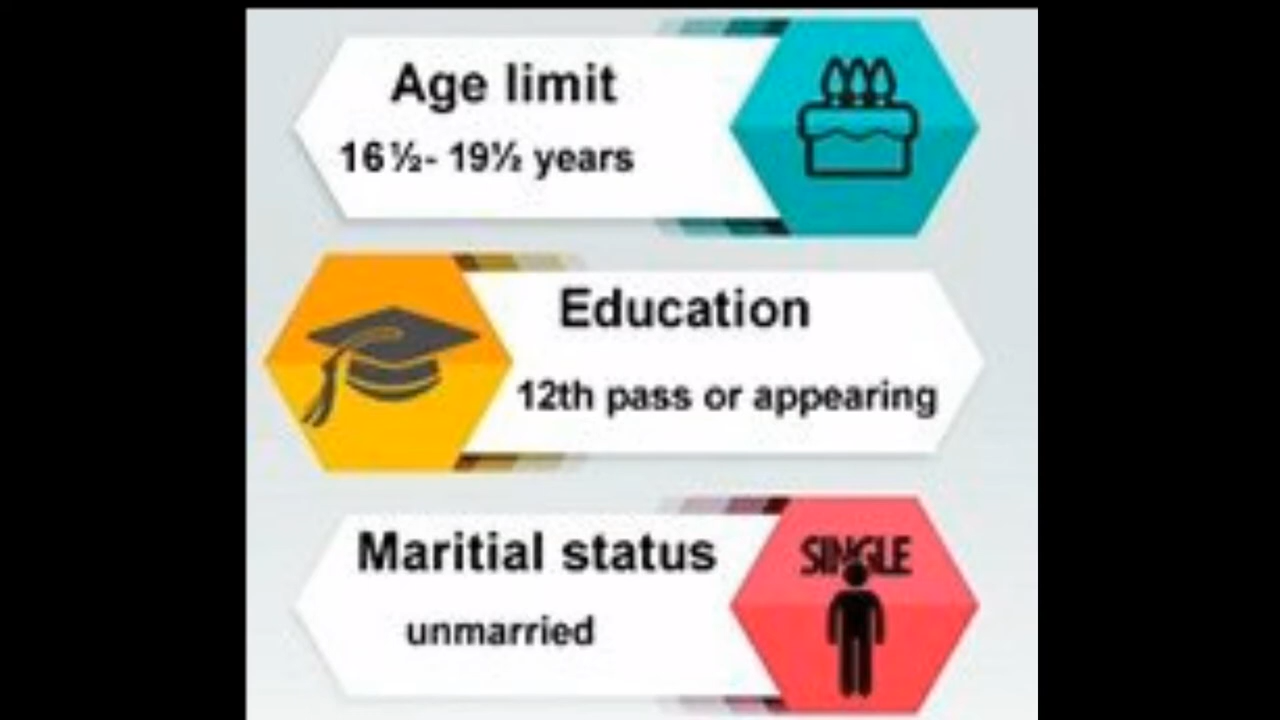 Age limit
16½- 19½ years
Education
12th pass or appearing
Maritial status
SINGLE
unmarried